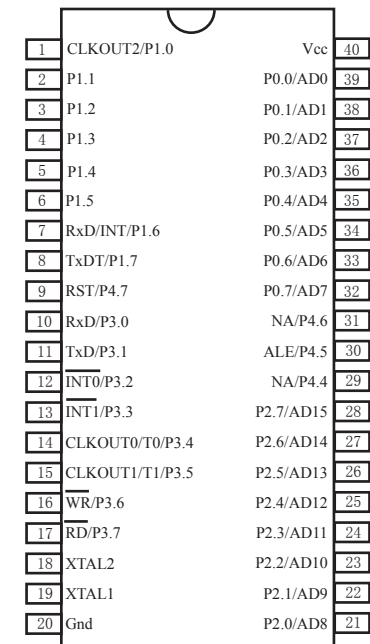 1 CLKOUT2/P1.0 Vcc 40
2 P1.1 P0.0/AD0 39
3 P1.2 P0.1/AD1 38
4 P1.3 P0.2/AD2 37
5 P1.4 P0.3/AD3 36
6 P1.5 P0.4/AD4 35
7 RxD/INT/P1.6 P0.5/AD5 34
8 TxDT/P1.7 P0.6/AD6 33
9 RST/P4.7 P0.7/AD7 32
10 RxD/P3.0 NA/P4.6 31
11 TxD/P3.1 ALE/P4.5 30
12 INT0/P3.2 NA/P4.4 29
13 INT1/P3.3 P2.7/AD15 28
14 CLKOUT0/T0/P3.4 P2.6/AD14 27
15 CLKOUT1/T1/P3.5 P2.5/AD13 26
16 WR/P3.6 P2.4/AD12 25
17 RD/P3.7 P2.3/AD11 24
18 XTAL2 P2.2/AD10 23
19 XTAL1 P2.1/AD9 22
20 Gnd P2.0/AD8 21